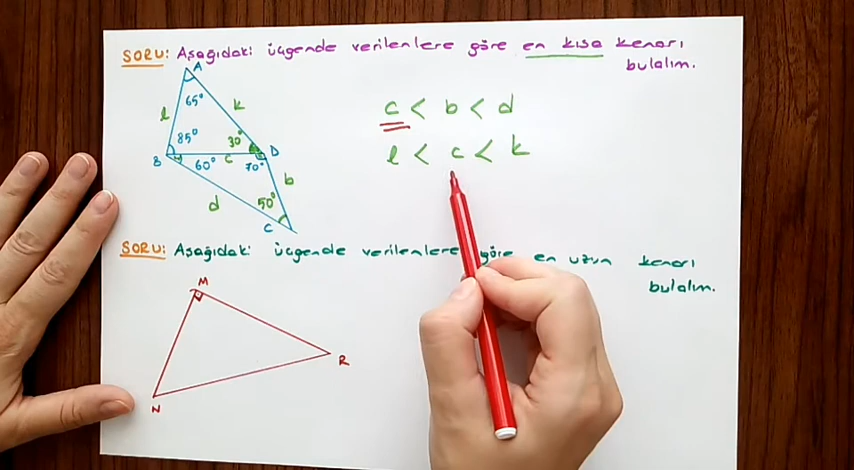 SORU: Aşağıdaki üçgende verilenlere göre en kısa kenarı
bulalım.
A
65°
k
l
85°
30°
B
60°
c
D
70°
b
d
50°
C
c < b < d
l < c < k
SORU: Aşağıdaki üçgende verilenlere göre en uzun kenarı
bulalım.
M
R
N